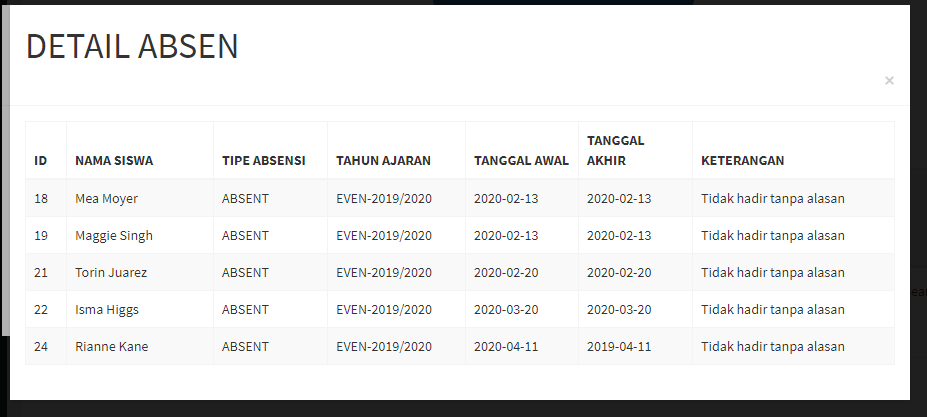 DETAIL ABSEN
×
ID NAMA SISWA TIPE ABSENSI TAHUN AJARAN TANGGAL AWAL TANGGAL AKHIR KETERANGAN
18 Mea Moyer ABSENT EVEN-2019/2020 2020-02-13 2020-02-13 Tidak hadir tanpa alasan
19 Maggie Singh ABSENT EVEN-2019/2020 2020-02-13 2020-02-13 Tidak hadir tanpa alasan
21 Torin Juarez ABSENT EVEN-2019/2020 2020-02-20 2020-02-20 Tidak hadir tanpa alasan
22 Isma Higgs ABSENT EVEN-2019/2020 2020-03-20 2020-03-20 Tidak hadir tanpa alasan
24 Rianne Kane ABSENT EVEN-2019/2020 2020-04-11 2019-04-11 Tidak hadir tanpa alasan